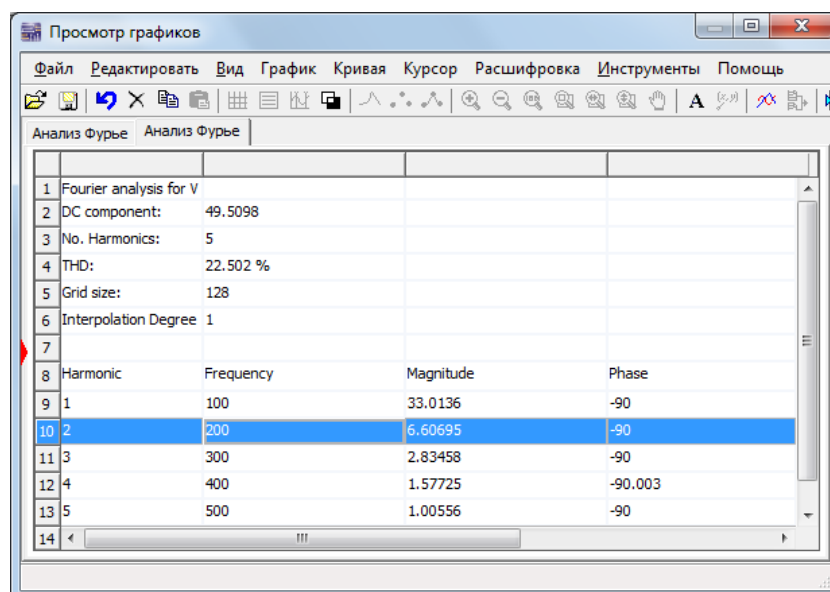 Просмотр графиков
Файл Редактировать Вид График Кривая Курсор Расшифровка Инструменты Помощь
Анализ Фурье Анализ Фурье
1 Fourier analysis for V
2 DC component: 49.5098
3 No. Harmonics: 5
4 THD: 22.502 %
5 Grid size: 128
6 Interpolation Degree 1
7
8 Harmonic Frequency Magnitude Phase
9 1 100 33.0136 -90
10 2 200 6.60695 -90
11 3 300 2.83458 -90
12 4 400 1.57725 -90.003
13 5 500 1.00556 -90
14